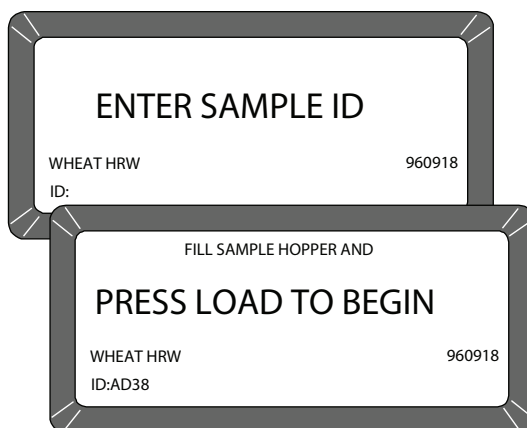 ENTER SAMPLE ID
WHEAT HRW 960918
ID:
FILL SAMPLE HOPPER AND
PRESS LOAD TO BEGIN
WHEAT HRW 960918
ID:AD38